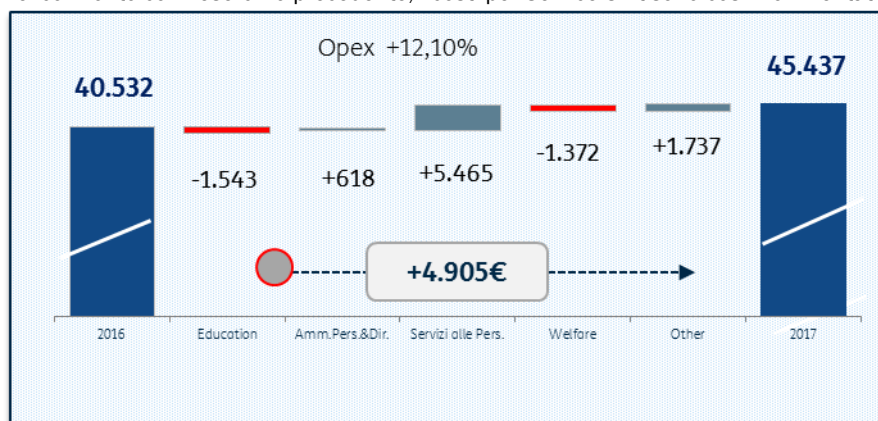 Opex +12,10%
40.532
45.437
-1.543
+618
+5.465
-1.372
+1.737
+4.905€
2016
Education
Amm.Pers.&Dir.
Servizi alle Pers.
Welfare
Other
2017